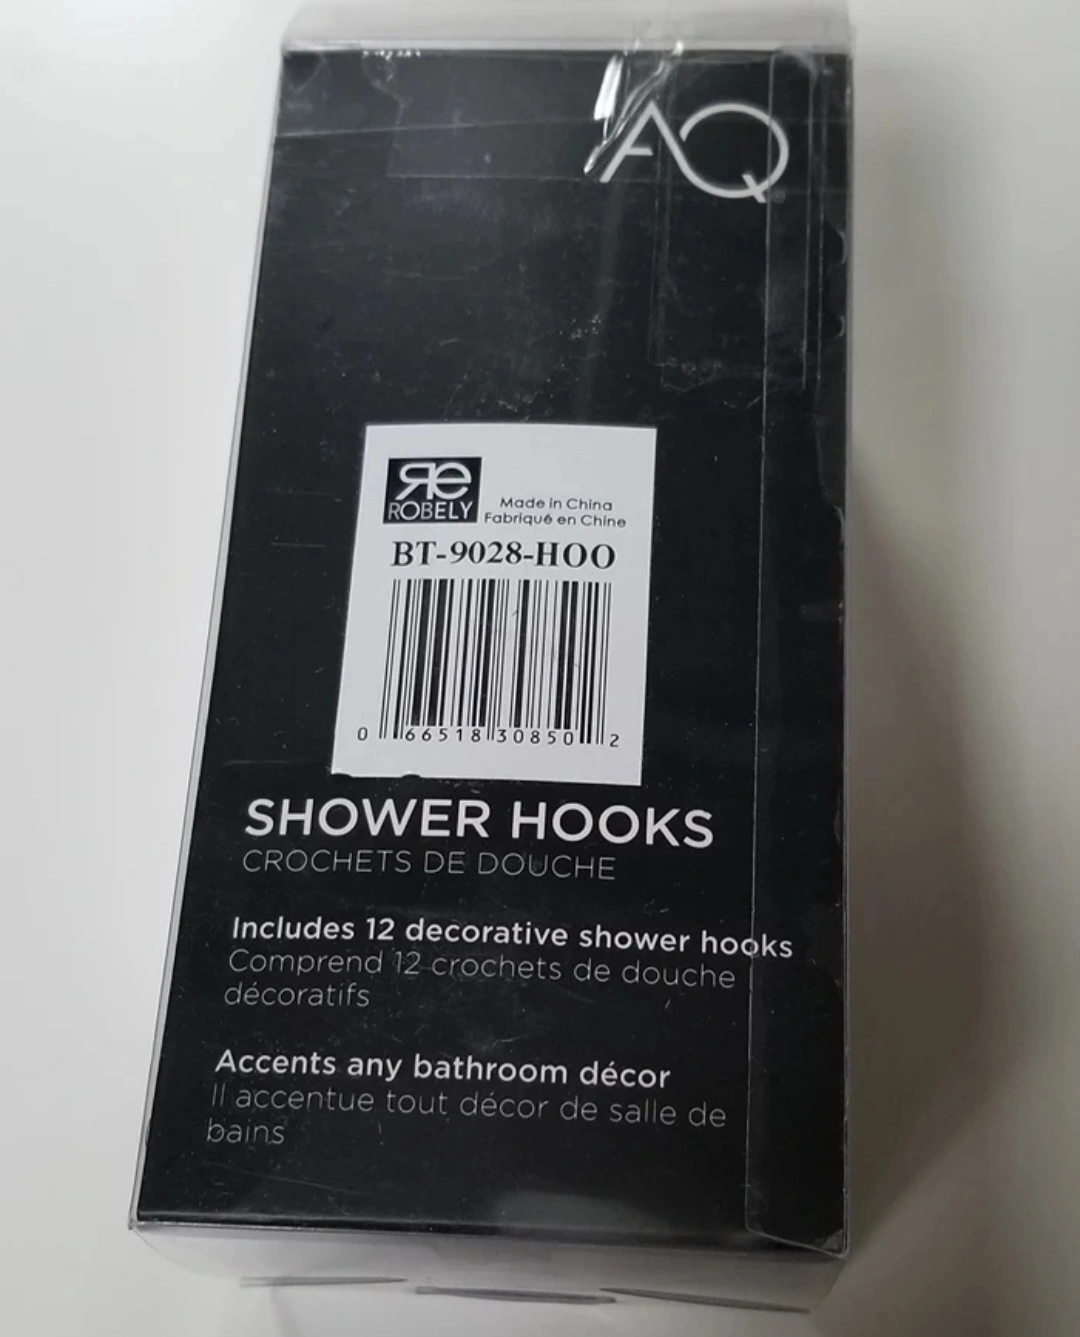 AQ
Re
ROBELY
Made in China
Fabriqué en Chine
BT-9028-HOO
0 66518 30850 2
SHOWER HOOKS
CROCHETS DE DOUCHE
Includes 12 decorative shower hooks
Comprend 12 crochets de douche
décoratifs
Accents any bathroom décor
Il accentue tout décor de salle de
bains